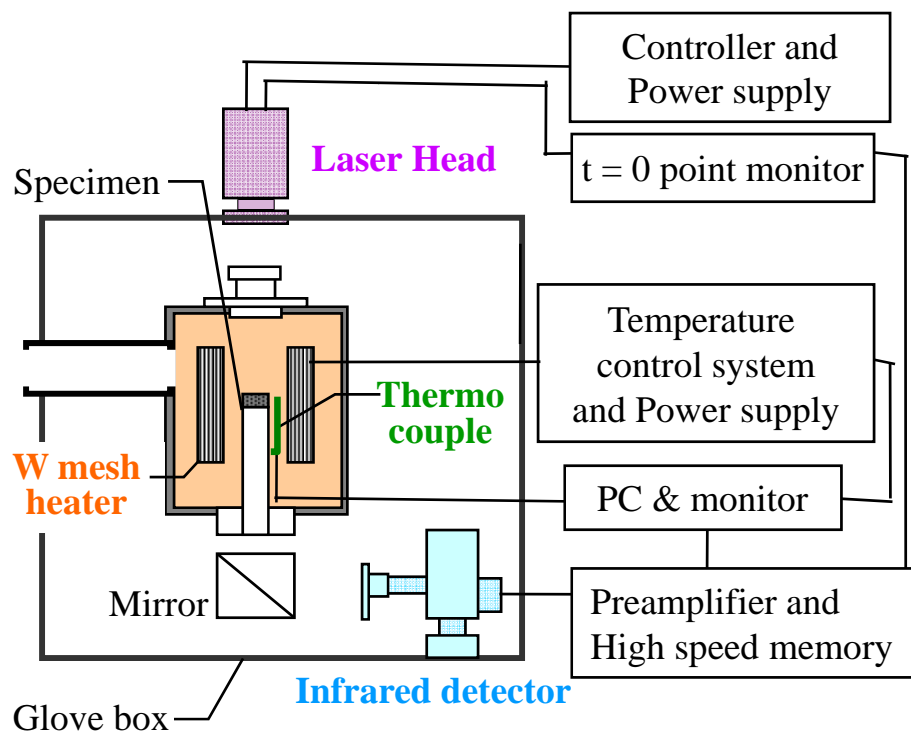 Controller and
Power supply
Laser Head
t = 0 point monitor
Specimen
Temperature
control system
and Power supply
Thermo
couple
W mesh
heater
PC & monitor
Mirror
Preamplifier and
High speed memory
Infrared detector
Glove box